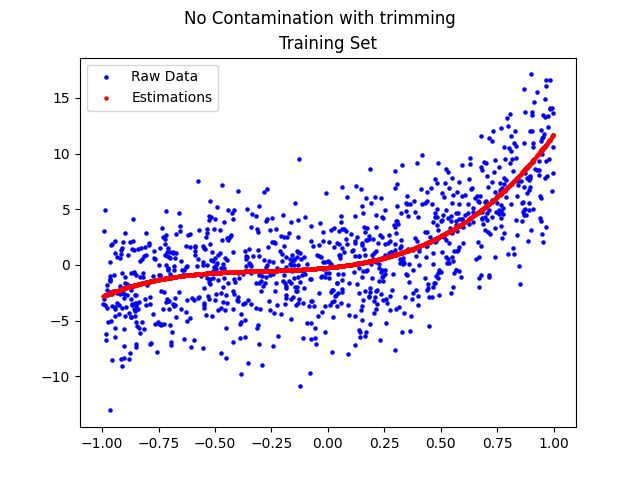 No Contamination with trimming
Training Set
Raw Data
Estimations
15
10
5
0
−5
−10
−1.00 −0.75 −0.50 −0.25 0.00 0.25 0.50 0.75 1.00